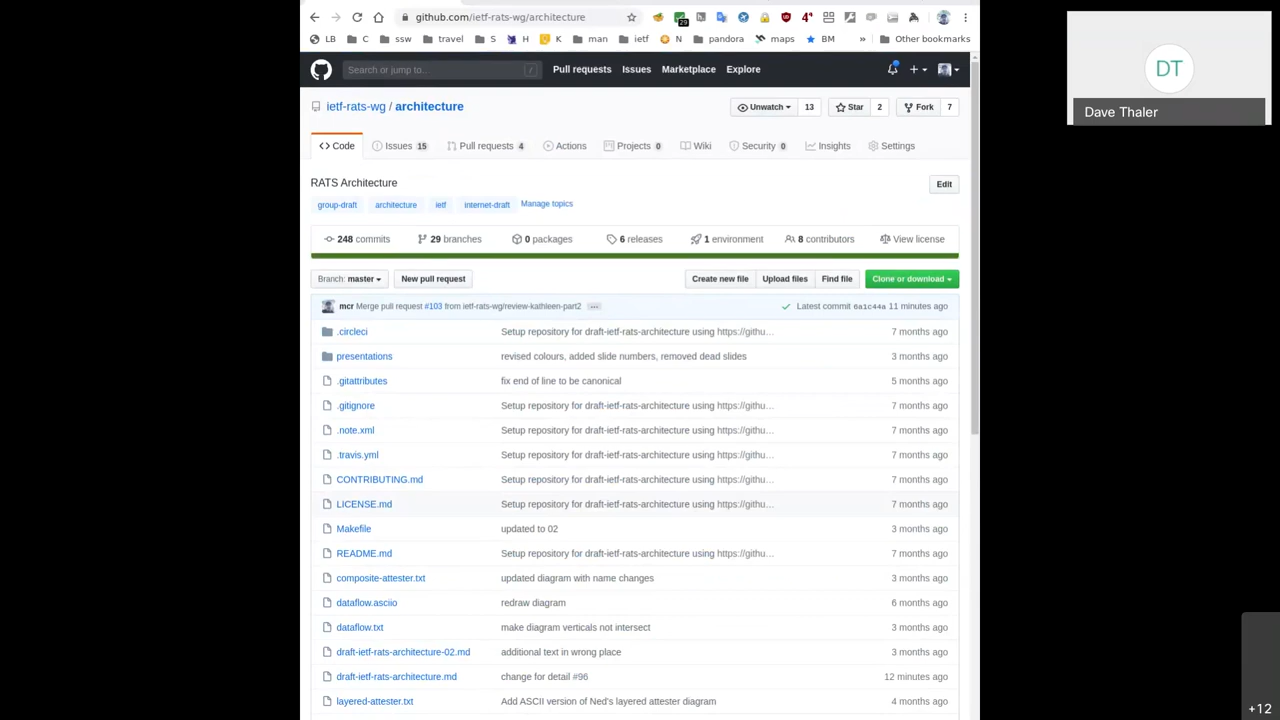 github.com/ietf-rats-wg/architecture
29
LB C ssw travel S H K man ietf N pandora maps BM » Other bookmarks
Search or jump to... / Pull requests Issues Marketplace Explore
ietf-rats-wg / architecture Unwatch 13 Star 2 Fork 7
<> Code Issues 15 Pull requests 4 Actions Projects 0 Wiki Security 0 Insights Settings
RATS Architecture Edit
group-draft architecture ietf internet-draft Manage topics
248 commits 29 branches 0 packages 6 releases 1 environment 8 contributors View license
Branch: master New pull request Create new file Upload files Find file Clone or download
mcr Merge pull request #103 from ietf-rats-wg/review-kathleen-part2 ... Latest commit 6a1c44a 11 minutes ago
.circleci Setup repository for draft-ietf-rats-architecture using https://githu… 7 months ago
presentations revised colours, added slide numbers, removed dead slides 3 months ago
.gitattributes fix end of line to be canonical 5 months ago
.gitignore Setup repository for draft-ietf-rats-architecture using https://githu… 7 months ago
.note.xml Setup repository for draft-ietf-rats-architecture using https://githu… 7 months ago
.travis.yml Setup repository for draft-ietf-rats-architecture using https://githu… 7 months ago
CONTRIBUTING.md Setup repository for draft-ietf-rats-architecture using https://githu… 7 months ago
LICENSE.md Setup repository for draft-ietf-rats-architecture using https://githu… 7 months ago
Makefile updated to 02 3 months ago
README.md Setup repository for draft-ietf-rats-architecture using https://githu… 7 months ago
composite-attester.txt updated diagram with name changes 3 months ago
dataflow.asciio redraw diagram 6 months ago
dataflow.txt make diagram verticals not intersect 3 months ago
draft-ietf-rats-architecture-02.md additional text in wrong place 3 months ago
draft-ietf-rats-architecture.md change for detail #96 12 minutes ago
layered-attester.txt Add ASCII version of Ned's layered attester diagram 4 months ago
DT
Dave Thaler
+12